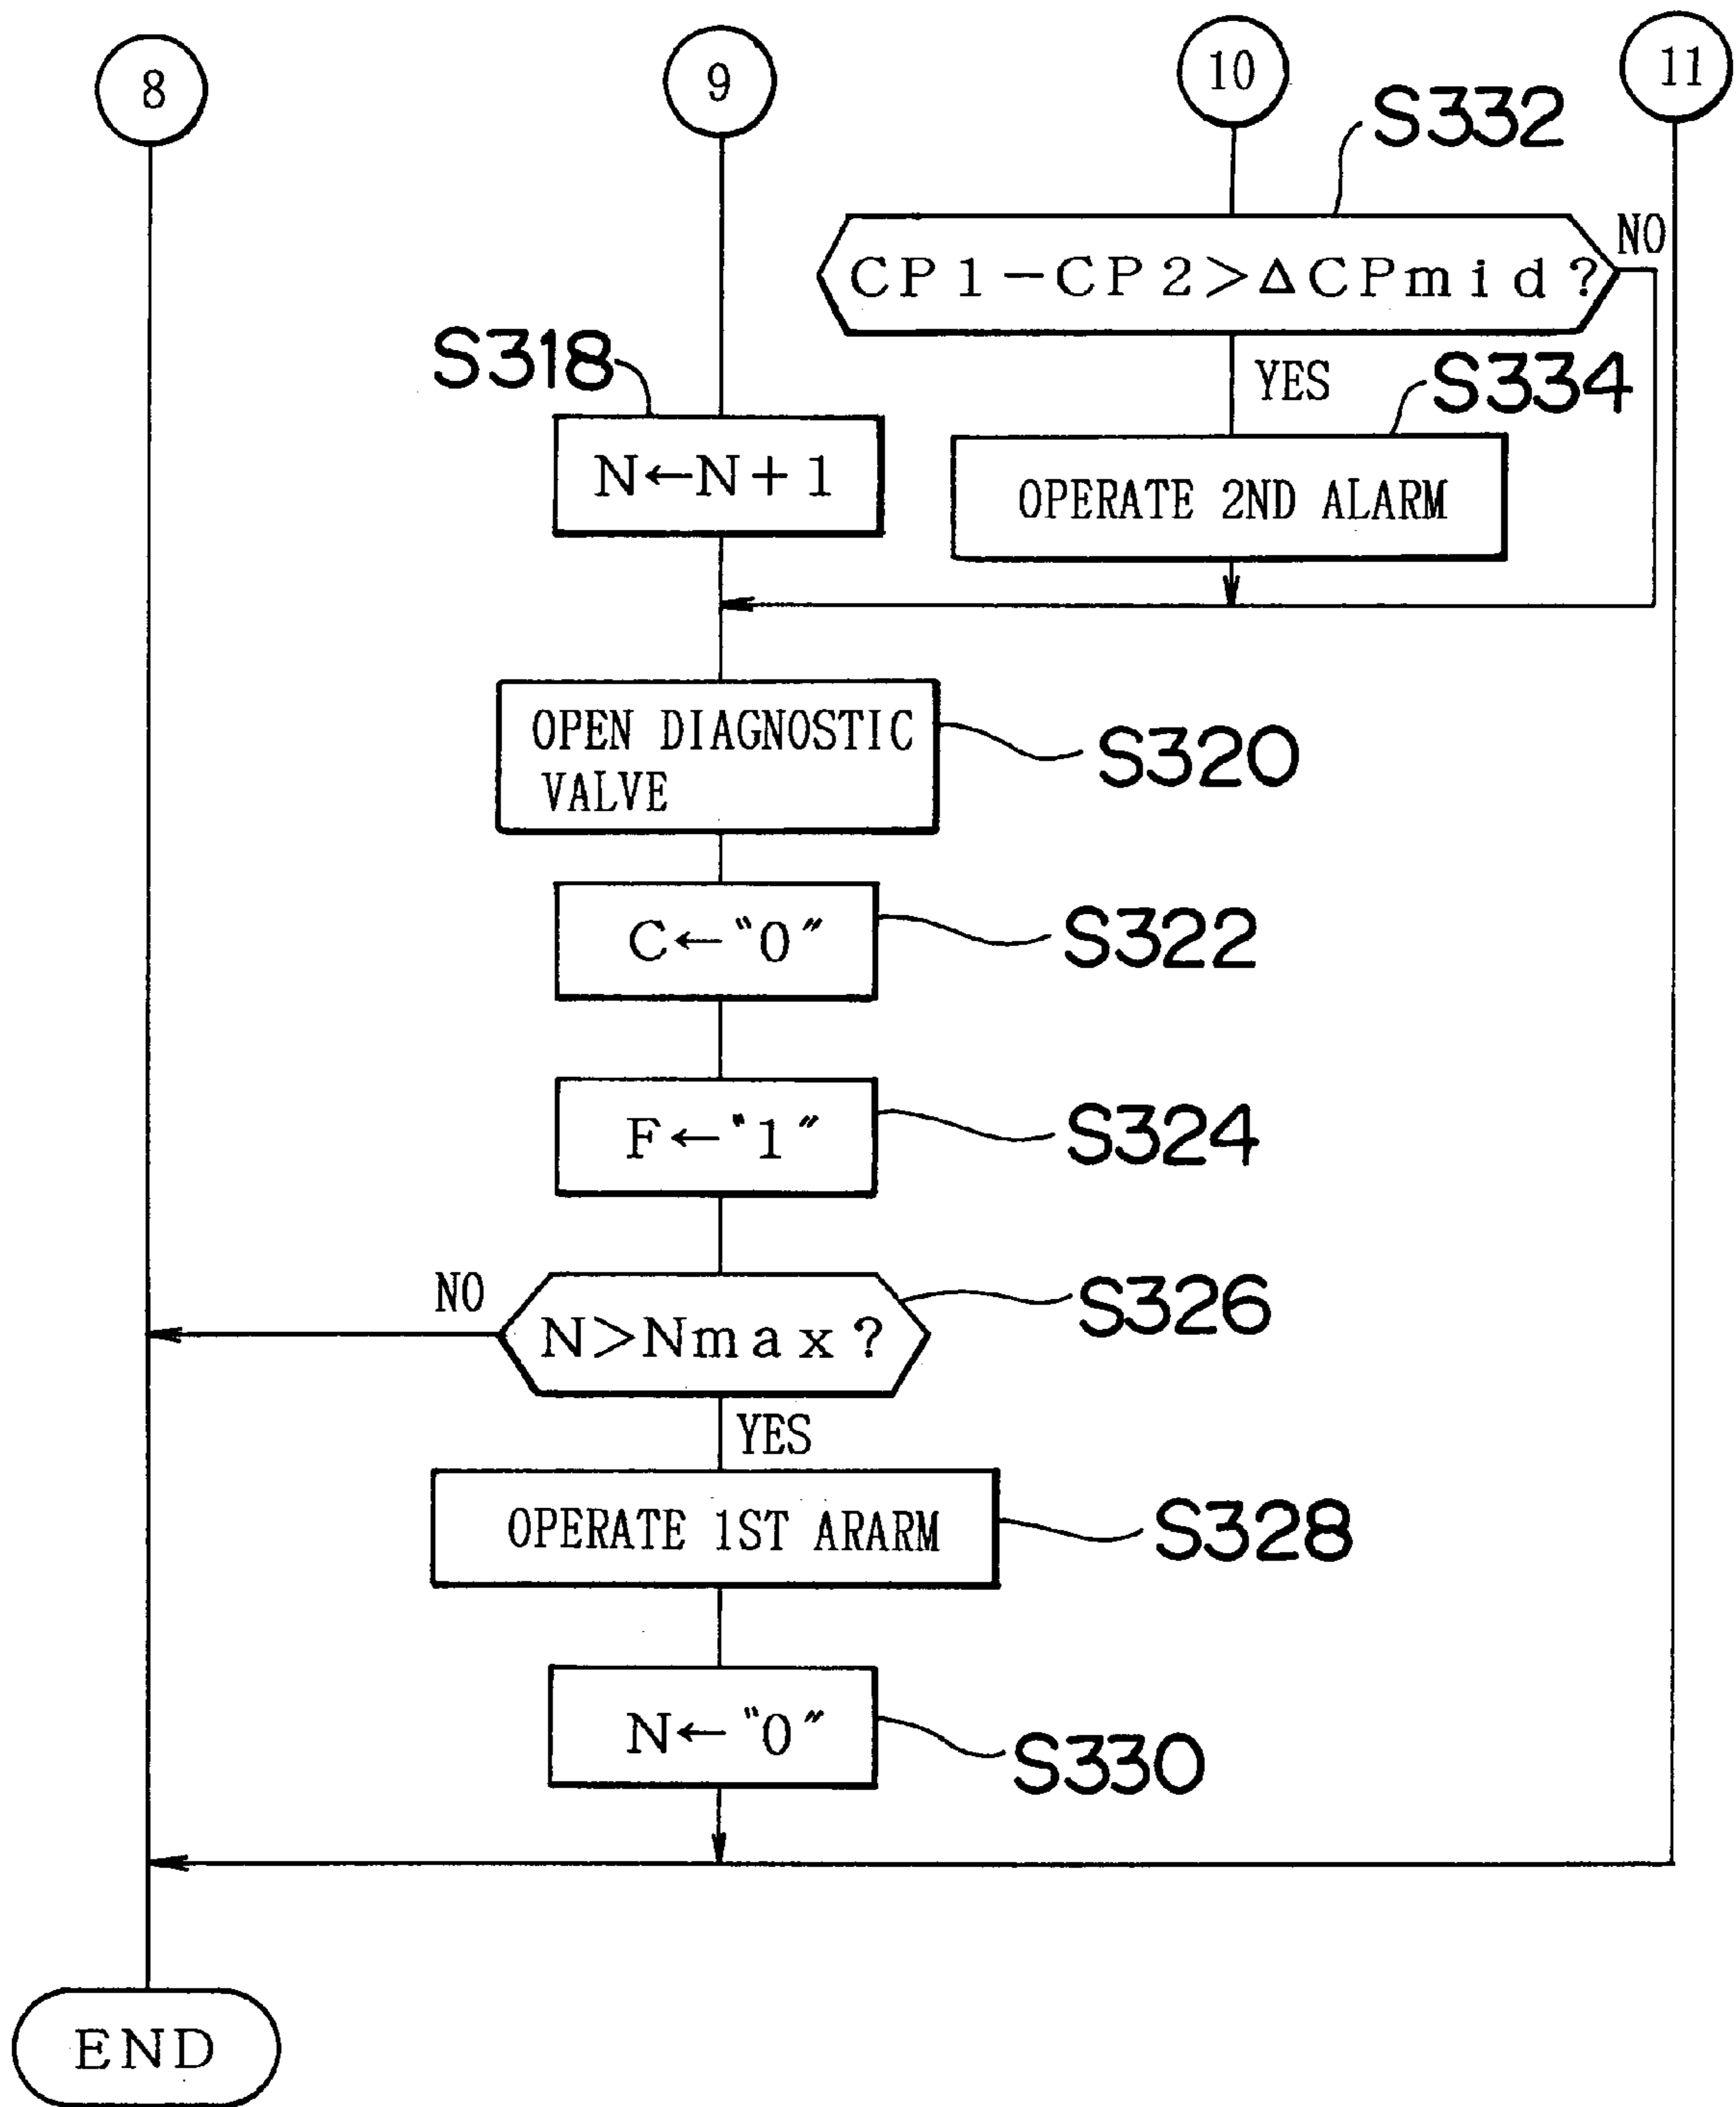 8
9
10
11
S332
CP1-CP2>ΔCPmid?
NO
S318
YES
S334
N←N+1
OPERATE 2ND ALARM
OPEN DIAGNOSTIC
VALVE
S320
C←"0"
S322
F←"1"
S324
NO
N>Nmax?
S326
YES
OPERATE 1ST ARARM
S328
N←"0"
S330
END